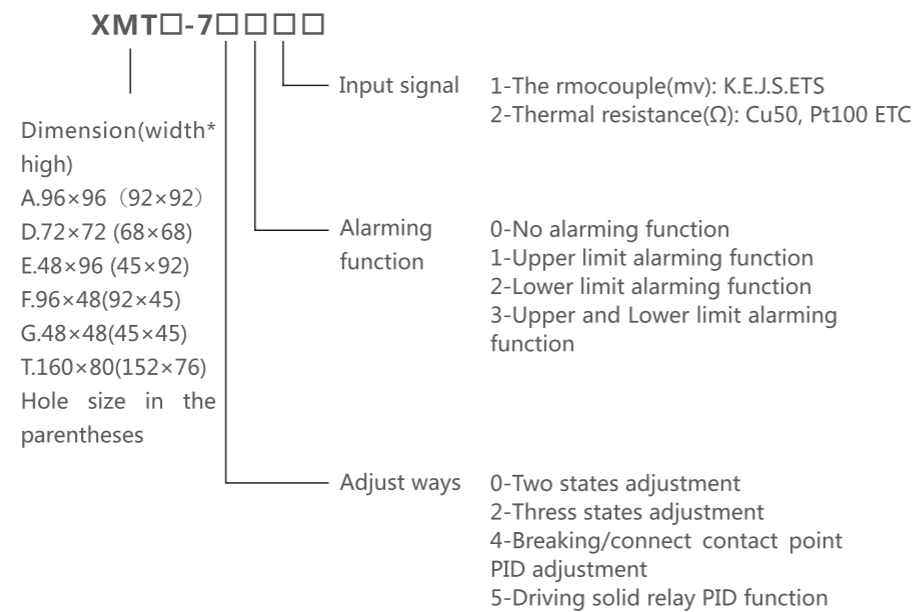 XMT□-7□□□□
Input signal
1-The rmocouple(mv): K.E.J.S.ETS
2-Thermal resistance(Ω): Cu50, Pt100 ETC
Dimension(width*
high)
A.96×96（92×92）
D.72×72 (68×68)
E.48×96 (45×92)
F.96×48(92×45)
G.48×48(45×45)
T.160×80(152×76)
Hole size in the
parentheses
Alarming
function
0-No alarming function
1-Upper limit alarming function
2-Lower limit alarming function
3-Upper and Lower limit alarming
function
Adjust ways
0-Two states adjustment
2-Thress states adjustment
4-Breaking/connect contact point
PID adjustment
5-Driving solid relay PID function